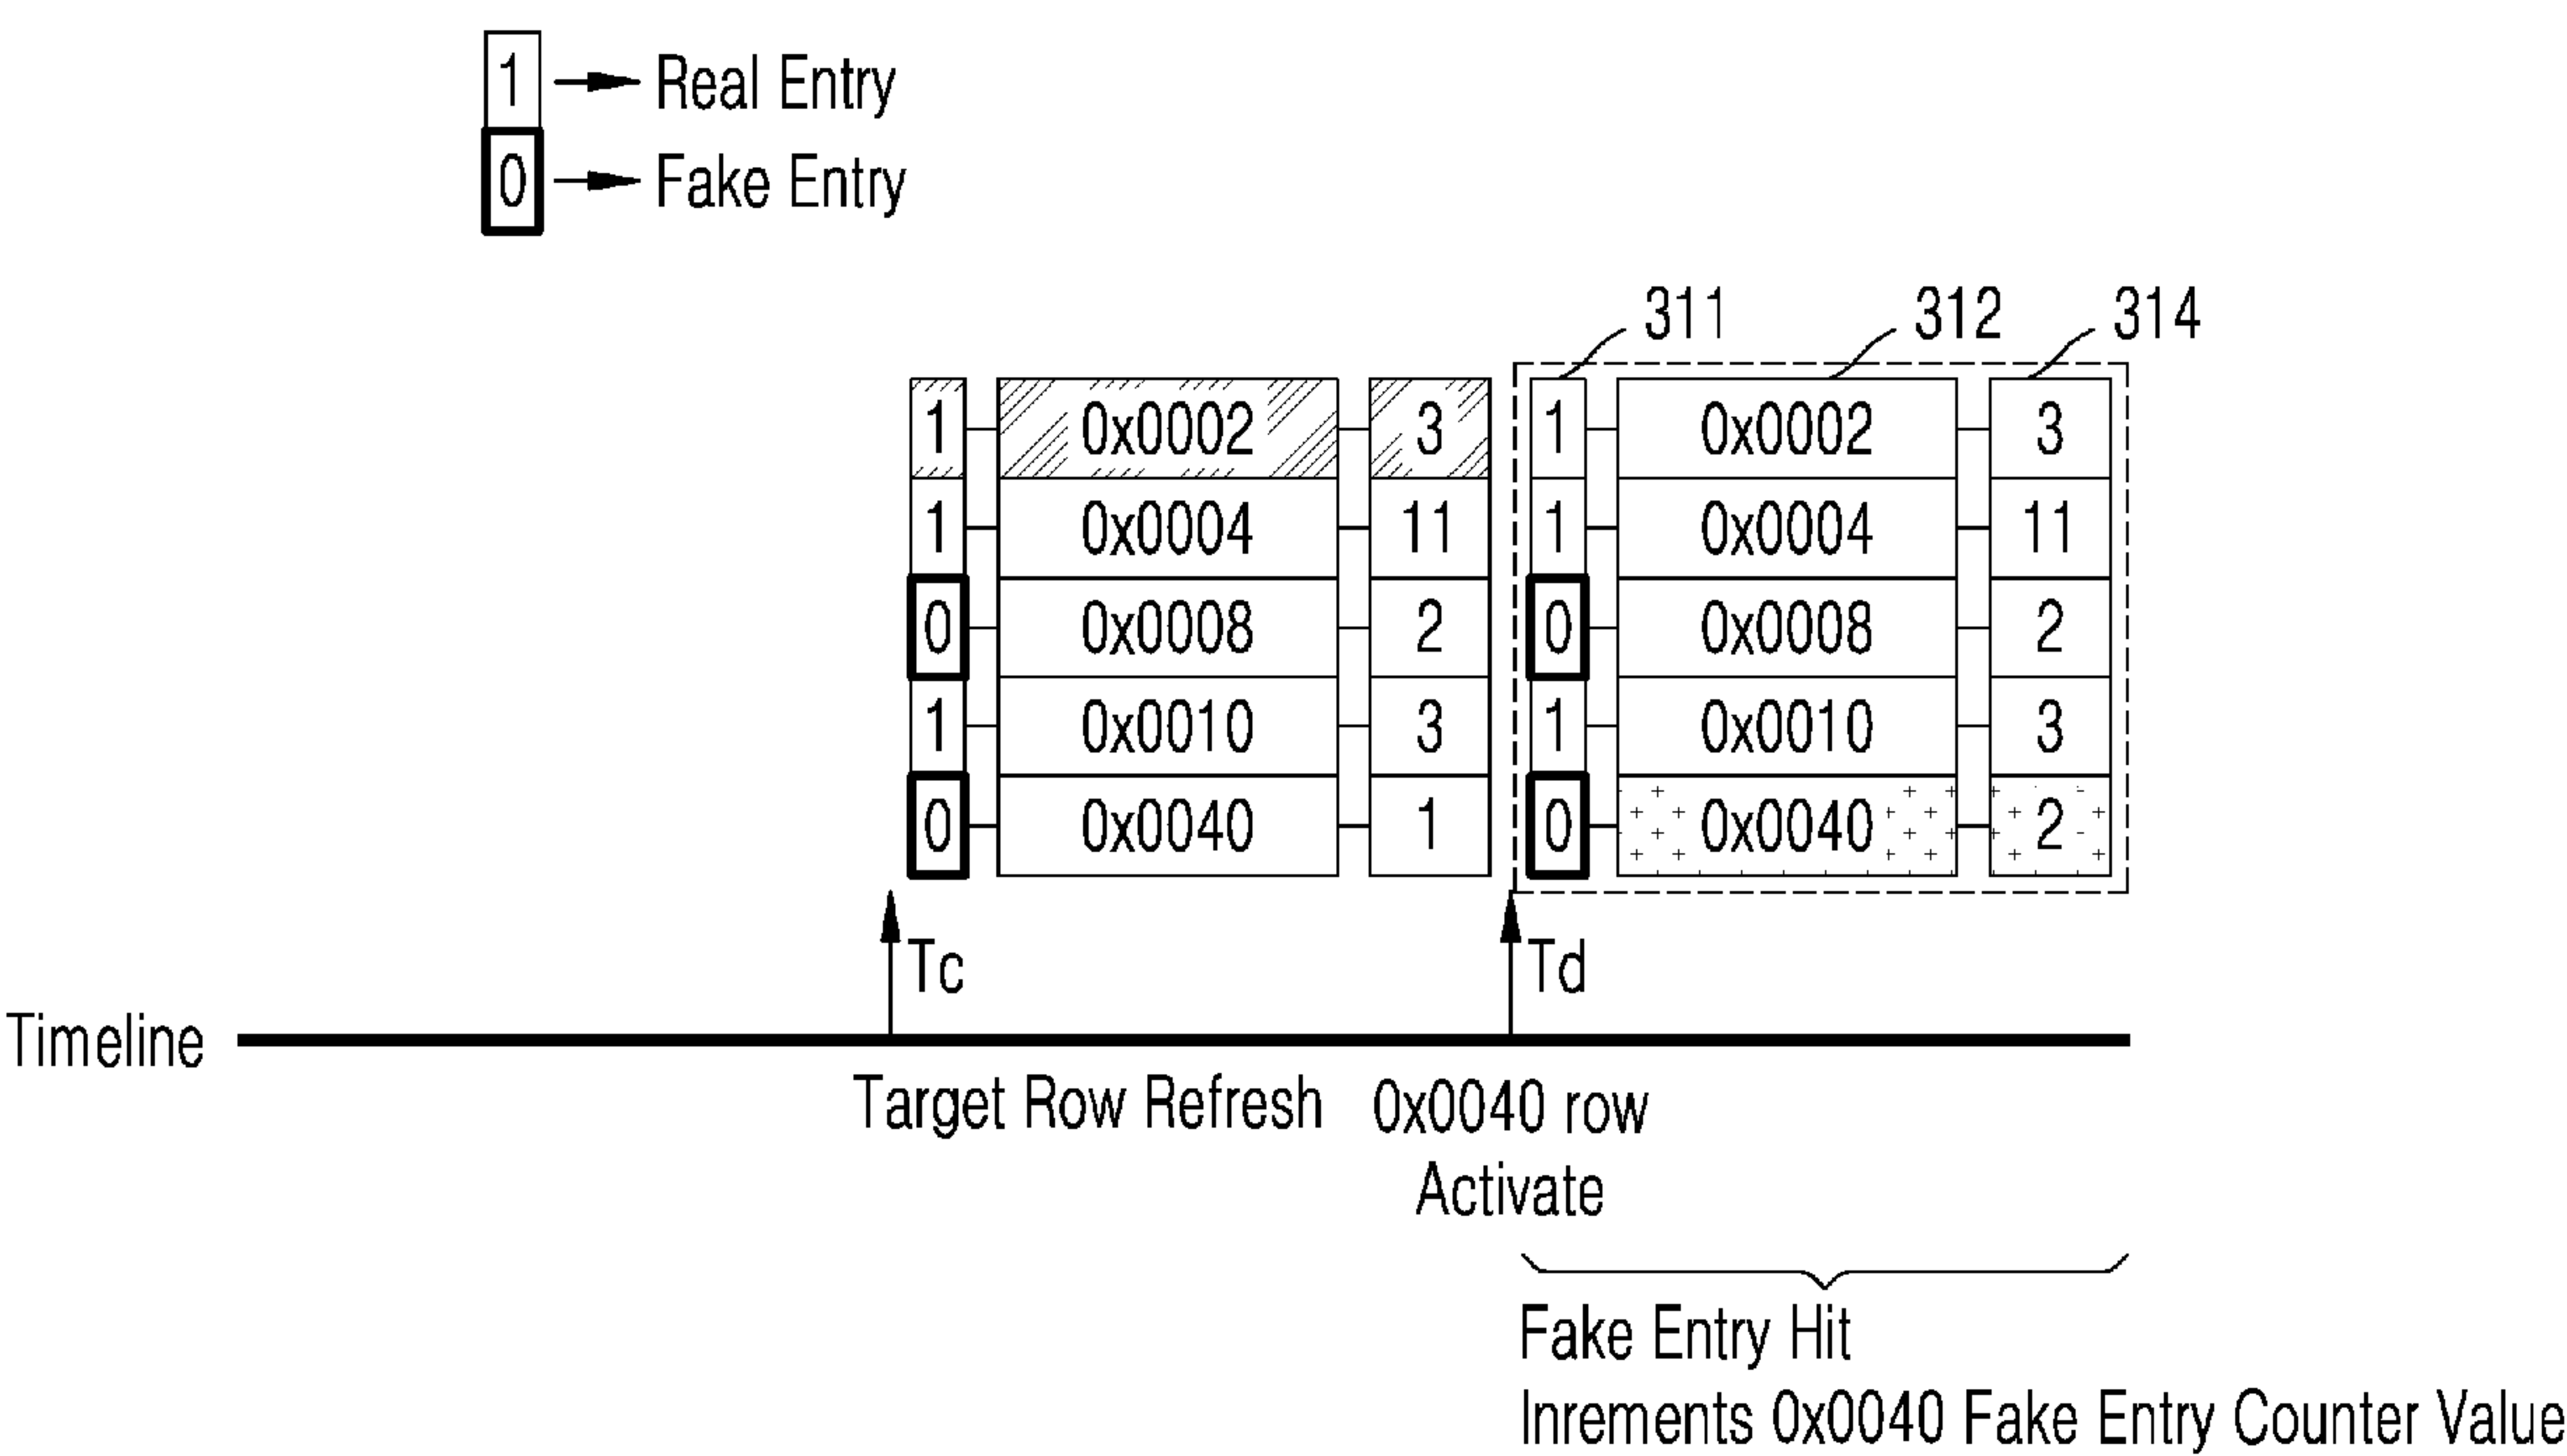 1 Real Entry
0 Fake Entry
311 312 314
1 0x0002 3 1 0x0002 3
1 0x0004 11 1 0x0004 11
0 0x0008 2 0 0x0008 2
1 0x0010 3 1 0x0010 3
0 0x0040 1 0 0x0040 2
Tc Td
Timeline
Target Row Refresh 0x0040 row
Activate
Fake Entry Hit
Inrements 0x0040 Fake Entry Counter Value